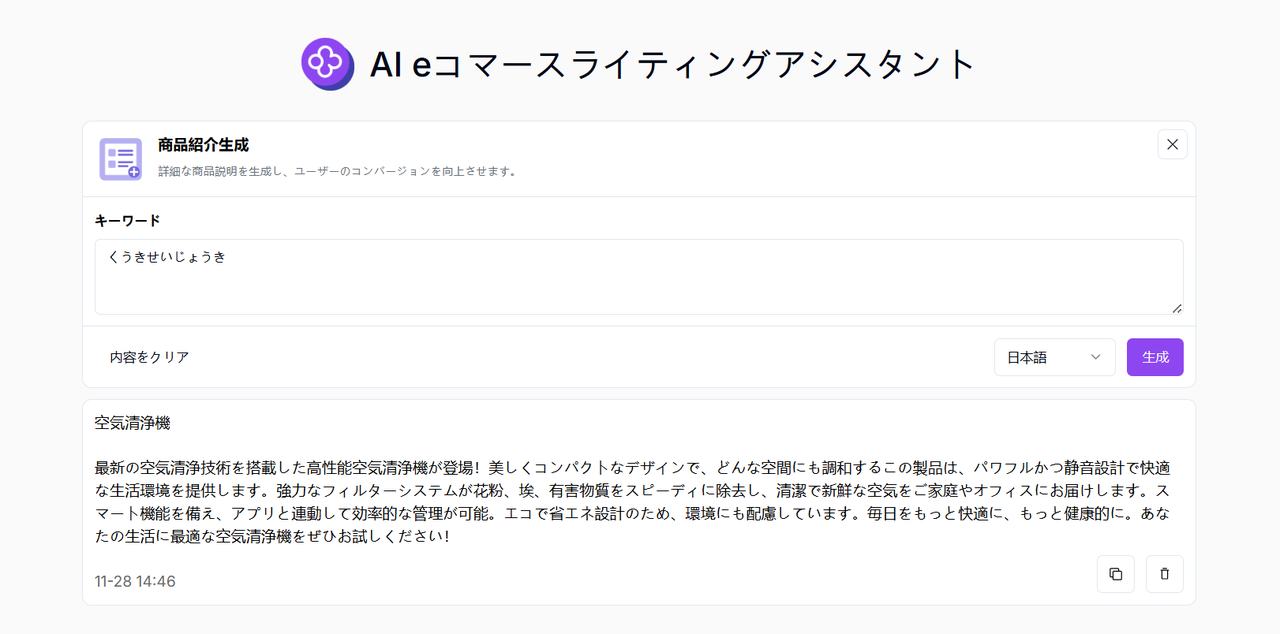 AI eコマースライティングアシスタント
商品紹介生成
詳細な商品説明を生成し、ユーザーのコンバージョンを向上させます。
キーワード
くうきせいじょうき
内容をクリア
日本語
生成
空気清浄機
最新の空気清浄技術を搭載した高性能空気清浄機が登場！美しくコンパクトなデザインで、どんな空間にも調和するこの製品は、パワフルかつ静音設計で快適
な生活環境を提供します。強力なフィルターシステムが花粉、埃、有害物質をスピーディに除去し、清潔で新鮮な空気をご家庭やオフィスにお届けします。ス
マート機能を備え、アプリと連動して効率的な管理が可能。エコで省エネ設計のため、環境にも配慮しています。毎日をもっと快適に、もっと健康的に。あな
たの生活に最適な空気清浄機をぜひお試しください！
11-28 14:46